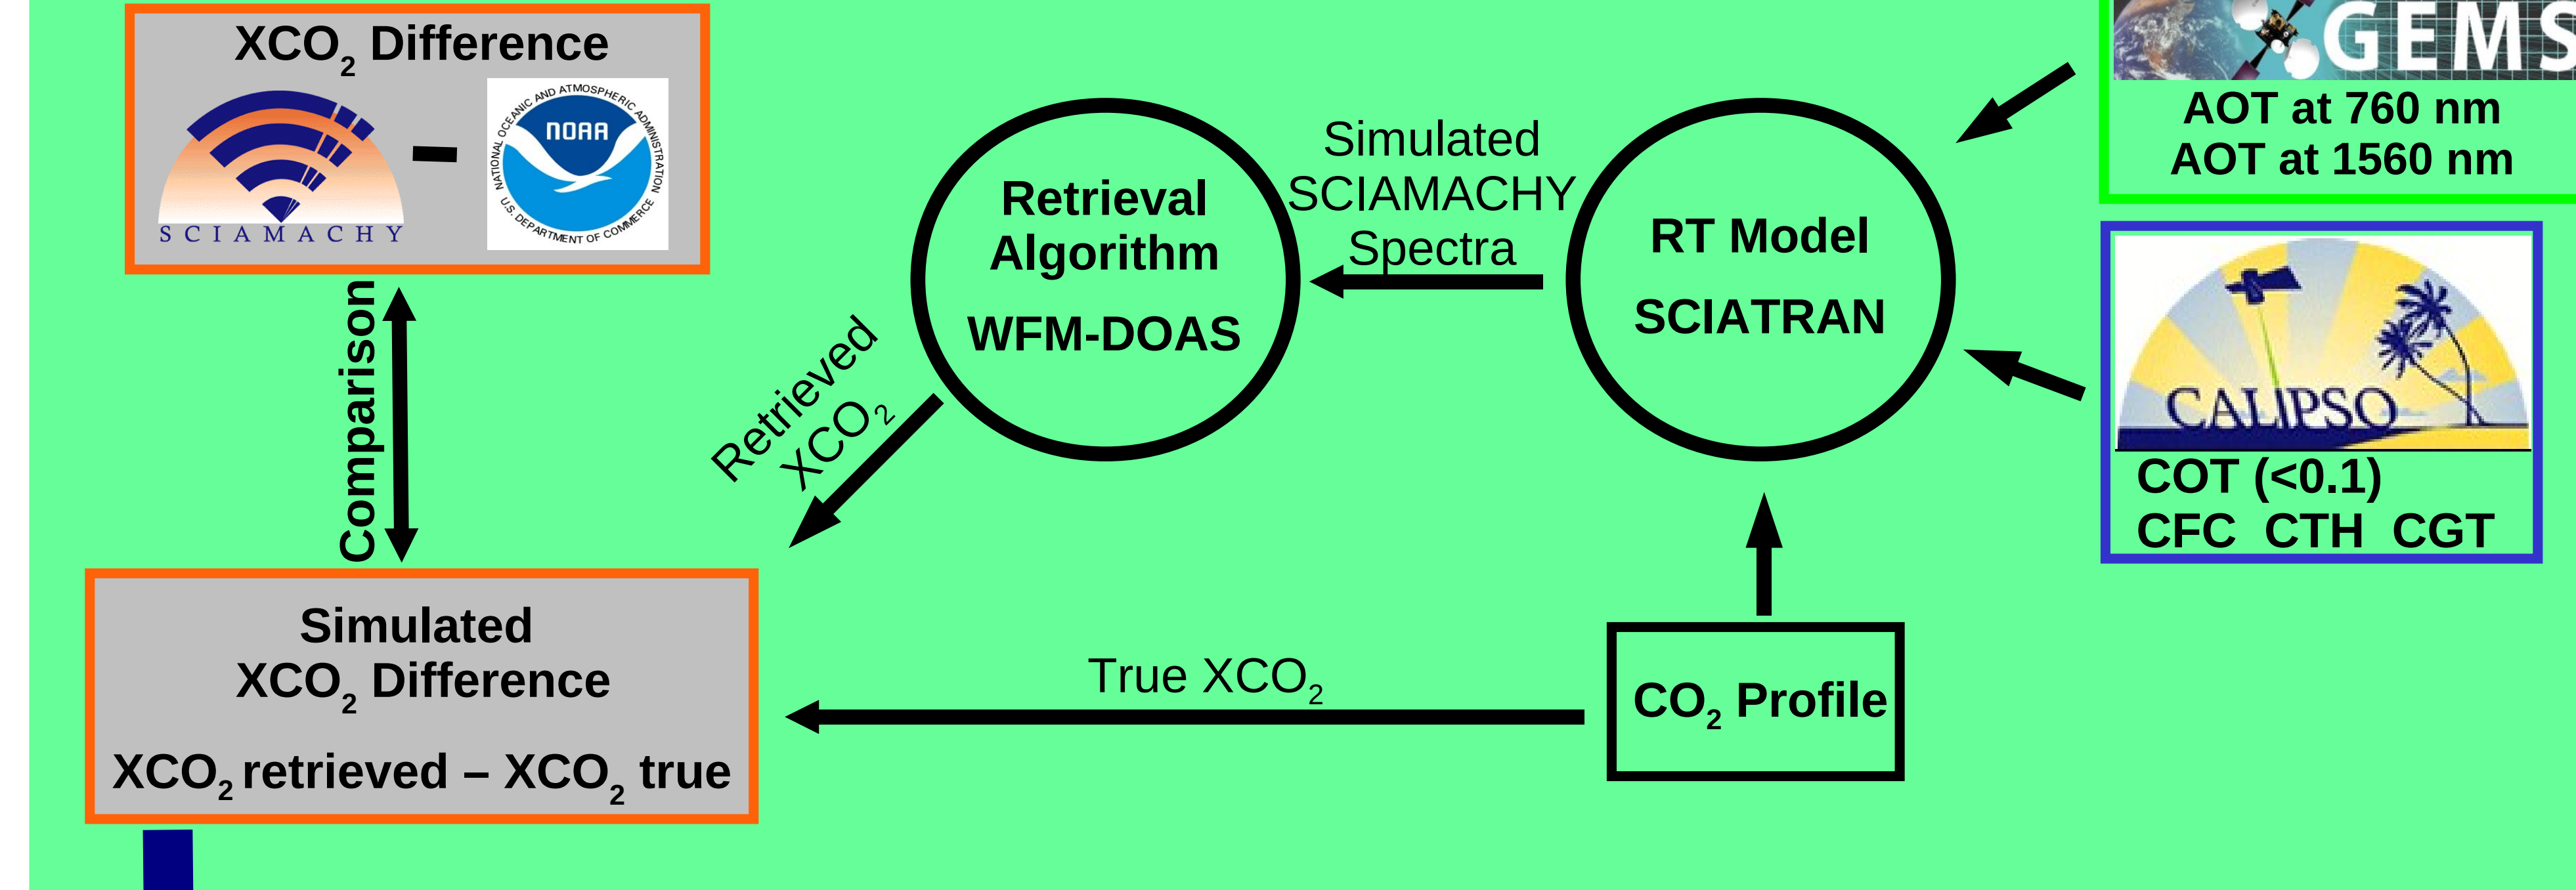 XCO2 Difference
SCIAMACHY
–
NATIONAL OCEANIC AND ATMOSPHERIC ADMINISTRATION
NOAA
U.S. DEPARTMENT OF COMMERCE
Comparison
Simulated
XCO2 Difference
XCO2 retrieved – XCO2 true
Retrieved
XCO2
Retrieval
Algorithm
WFM-DOAS
Simulated
SCIAMACHY
Spectra
RT Model
SCIATRAN
True XCO2
CO2 Profile
GEMS
AOT at 760 nm
AOT at 1560 nm
CALIPSO
COT (<0.1)
CFC CTH CGT